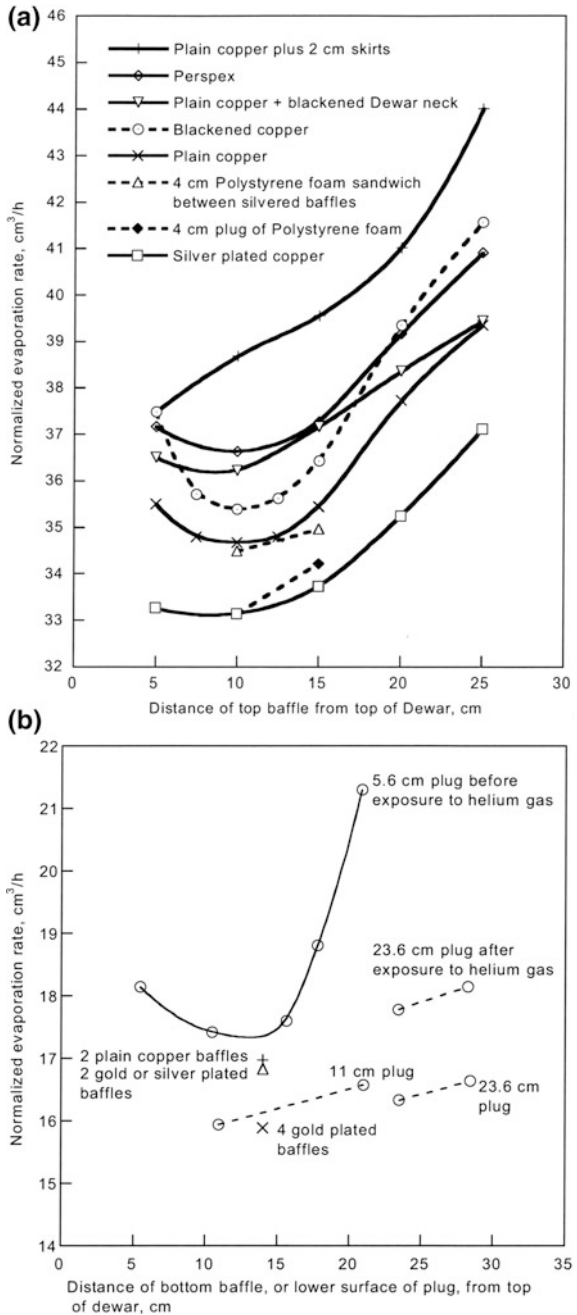 (a)
46
45
44
43
42
41
40
39
38
37
36
35
34
33
32
Normalized evaporation rate, cm³/h
Plain copper plus 2 cm skirts
Perspex
Plain copper + blackened Dewar neck
Blackened copper
Plain copper
4 cm Polystyrene foam sandwich
between silvered baffles
4 cm plug of Polystyrene foam
Silver plated copper
0 5 10 15 20 25 30
Distance of top baffle from top of Dewar, cm
(b)
22
21
20
19
18
17
16
15
14
Normalized evaporation rate, cm³/h
5.6 cm plug before
exposure to helium gas
23.6 cm plug after
exposure to helium gas
2 plain copper baffles
2 gold or silver plated
baffles
11 cm plug
23.6 cm
plug
4 gold plated
baffles
0 5 10 15 20 25 30 35
Distance of bottom baffle, or lower surface of plug, from top
of dewar, cm